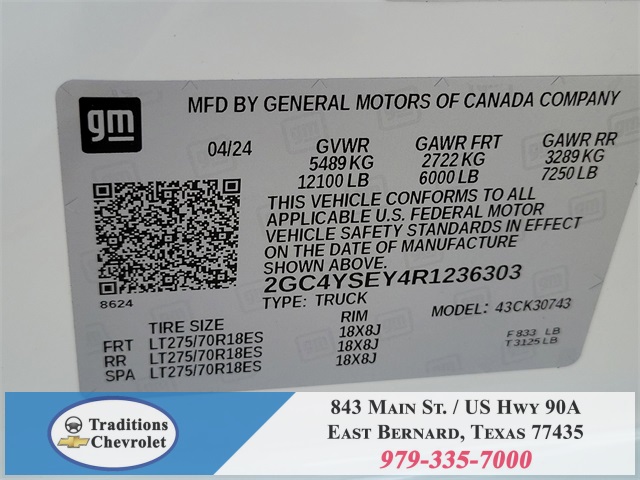 gm
MFD BY GENERAL MOTORS OF CANADA COMPANY
04/24 GVWR GAWR FRT GAWR RR
5489 KG 2722 KG 3289 KG
12100 LB 6000 LB 7250 LB
THIS VEHICLE CONFORMS TO ALL
APPLICABLE U.S. FEDERAL MOTOR
VEHICLE SAFETY STANDARDS IN EFFECT
ON THE DATE OF MANUFACTURE
SHOWN ABOVE.
2GC4YSEY4R1236303
8624
TYPE: TRUCK MODEL: 43CK30743
TIRE SIZE RIM
FRT LT275/70R18ES 18X8J F 833 LB
RR LT275/70R18ES 18X8J T 3125 LB
SPA LT275/70R18ES 18X8J
Traditions
Chevrolet
843 Main St. / US Hwy 90A
East Bernard, Texas 77435
979-335-7000